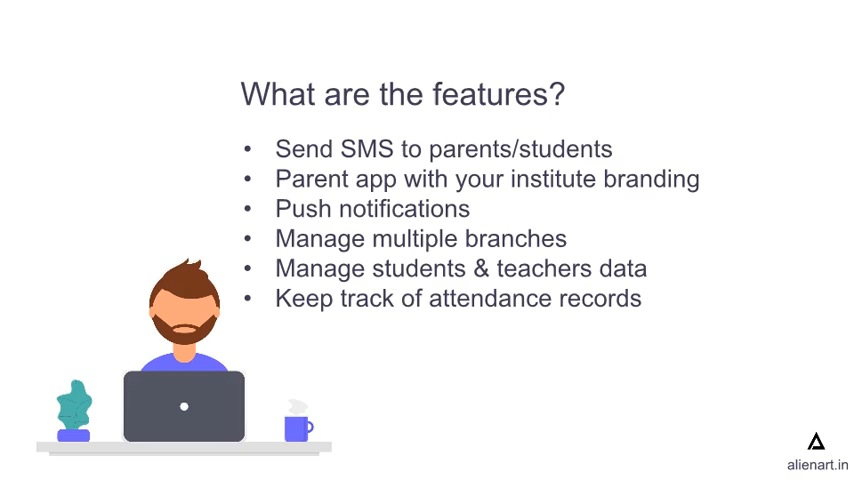 What are the features?
• Send SMS to parents/students
• Parent app with your institute branding
• Push notifications
• Manage multiple branches
• Manage students & teachers data
• Keep track of attendance records
alienart.in